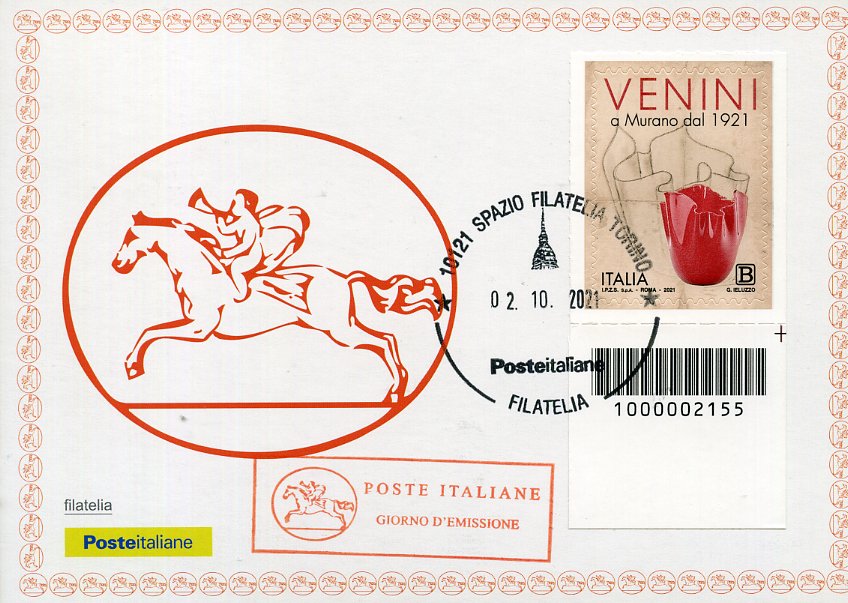 VENINI
a Murano dal 1921
ITALIA
B
I.P.Z.S. S.p.A. - ROMA - 2021
G. IELUZZO
10121 SPAZIO FILATELIA TORINO
02. 10. 2021
Posteitaliane
FILATELIA
1000002155
POSTE ITALIANE
GIORNO D'EMISSIONE
filatelia
Posteitaliane